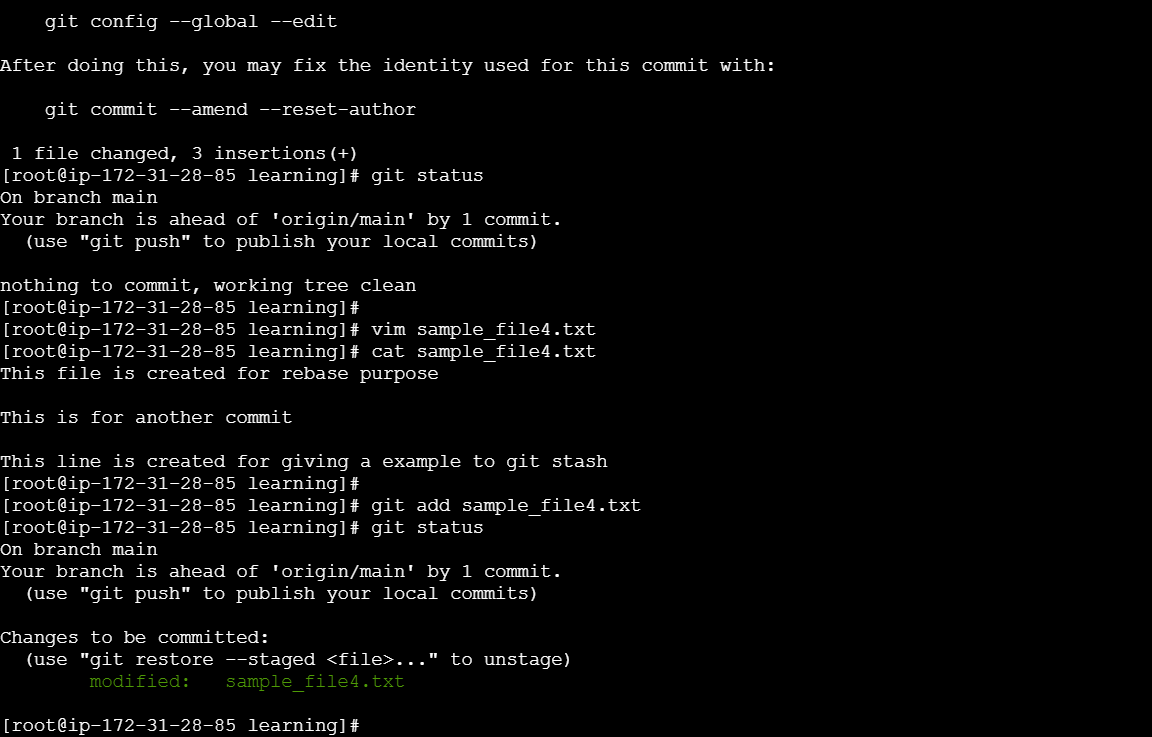 git config --global --edit

After doing this, you may fix the identity used for this commit with:

    git commit --amend --reset-author

 1 file changed, 3 insertions(+)
[root@ip-172-31-28-85 learning]# git status
On branch main
Your branch is ahead of 'origin/main' by 1 commit.
  (use "git push" to publish your local commits)

nothing to commit, working tree clean
[root@ip-172-31-28-85 learning]#
[root@ip-172-31-28-85 learning]# vim sample_file4.txt
[root@ip-172-31-28-85 learning]# cat sample_file4.txt
This file is created for rebase purpose

This is for another commit

This line is created for giving a example to git stash
[root@ip-172-31-28-85 learning]#
[root@ip-172-31-28-85 learning]# git add sample_file4.txt
[root@ip-172-31-28-85 learning]# git status
On branch main
Your branch is ahead of 'origin/main' by 1 commit.
  (use "git push" to publish your local commits)

Changes to be committed:
  (use "git restore --staged <file>..." to unstage)
        modified:   sample_file4.txt

[root@ip-172-31-28-85 learning]#